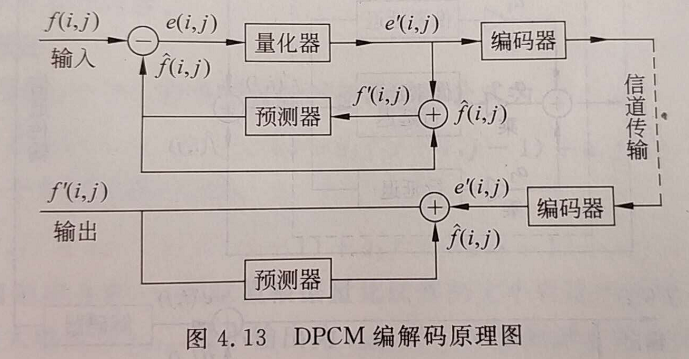 f(i,j)
e(i,j)
e'(i,j)
量化器
编码器
输入
f̂(i,j)
f'(i,j)
预测器
f̂(i,j)
信道传输
f'(i,j)
e'(i,j)
编码器
输出
f̂(i,j)
预测器
图 4.13 DPCM 编解码原理图